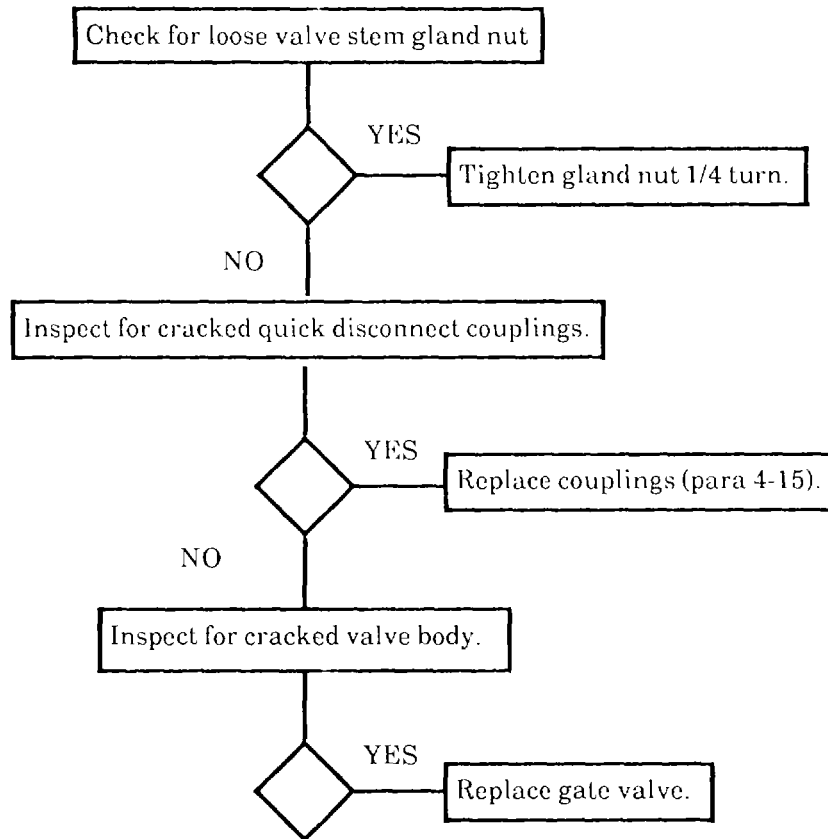 Check for loose valve stem gland nut
YES
Tighten gland nut 1/4 turn.
NO
Inspect for cracked quick disconnect couplings.
YES
Replace couplings (para 4-15).
NO
Inspect for cracked valve body.
YES
Replace gate valve.